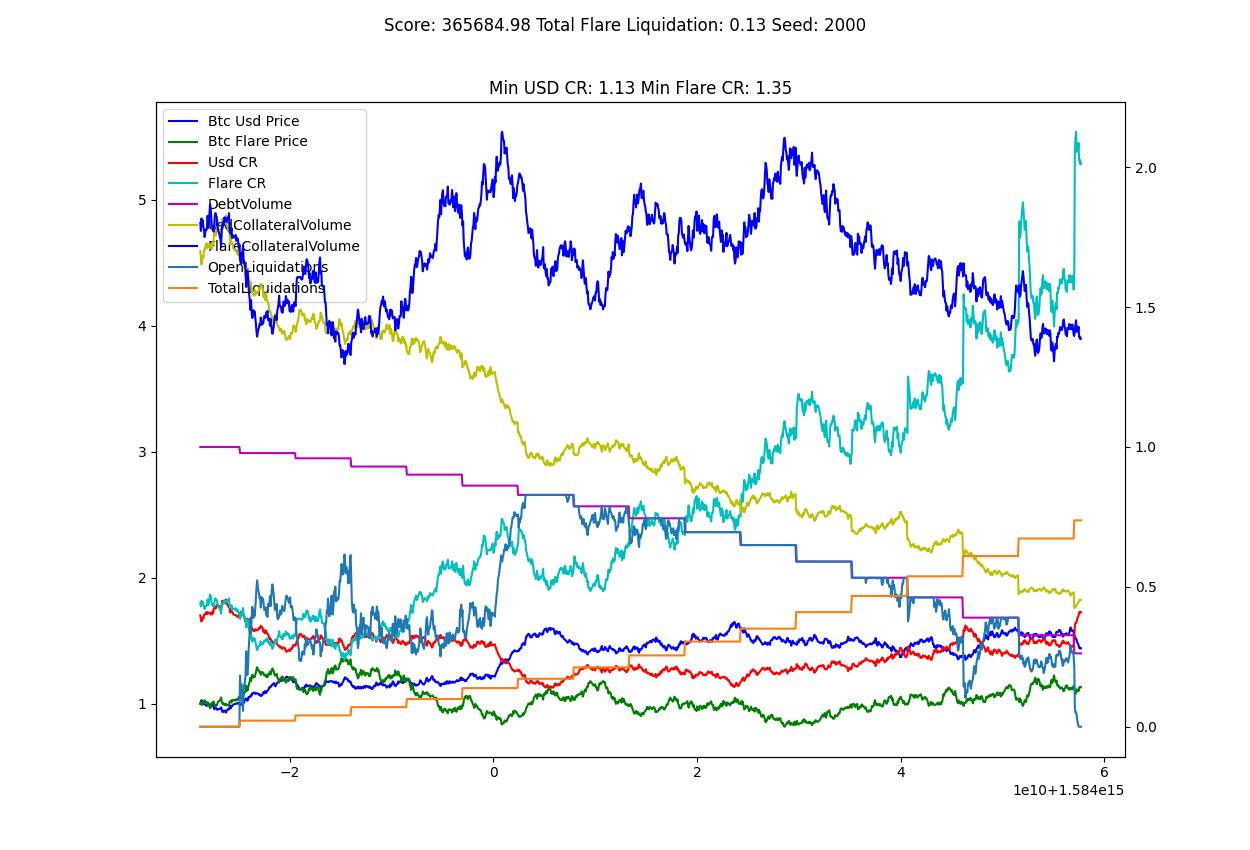 Score: 365684.98 Total Flare Liquidation: 0.13 Seed: 2000
Min USD CR: 1.13 Min Flare CR: 1.35
Btc Usd Price
Btc Flare Price
Usd CR
Flare CR
DebtVolume
UsdCollateralVolume
FlareCollateralVolume
OpenLiquidations
TotalLiquidations
5
4
3
2
1
2.0
1.5
1.0
0.5
0.0
−2
0
2
4
6
1e10+1.584e15